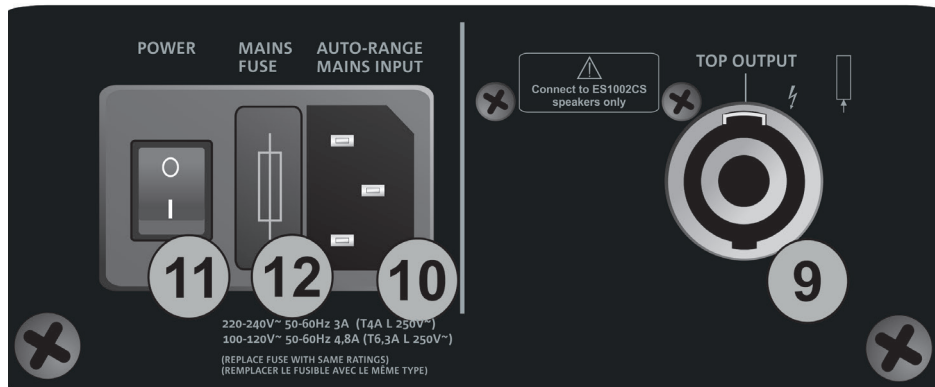 POWER
MAINS
FUSE
AUTO-RANGE
MAINS INPUT
O
I
11
12
10
220-240V~ 50-60Hz 3A (T4A L 250V~)
100-120V~ 50-60Hz 4,8A (T6,3A L 250V~)
(REPLACE FUSE WITH SAME RATINGS)
(REMPLACER LE FUSIBLE AVEC LE MÊME TYPE)
Connect to ES1002CS
speakers only
TOP OUTPUT
9